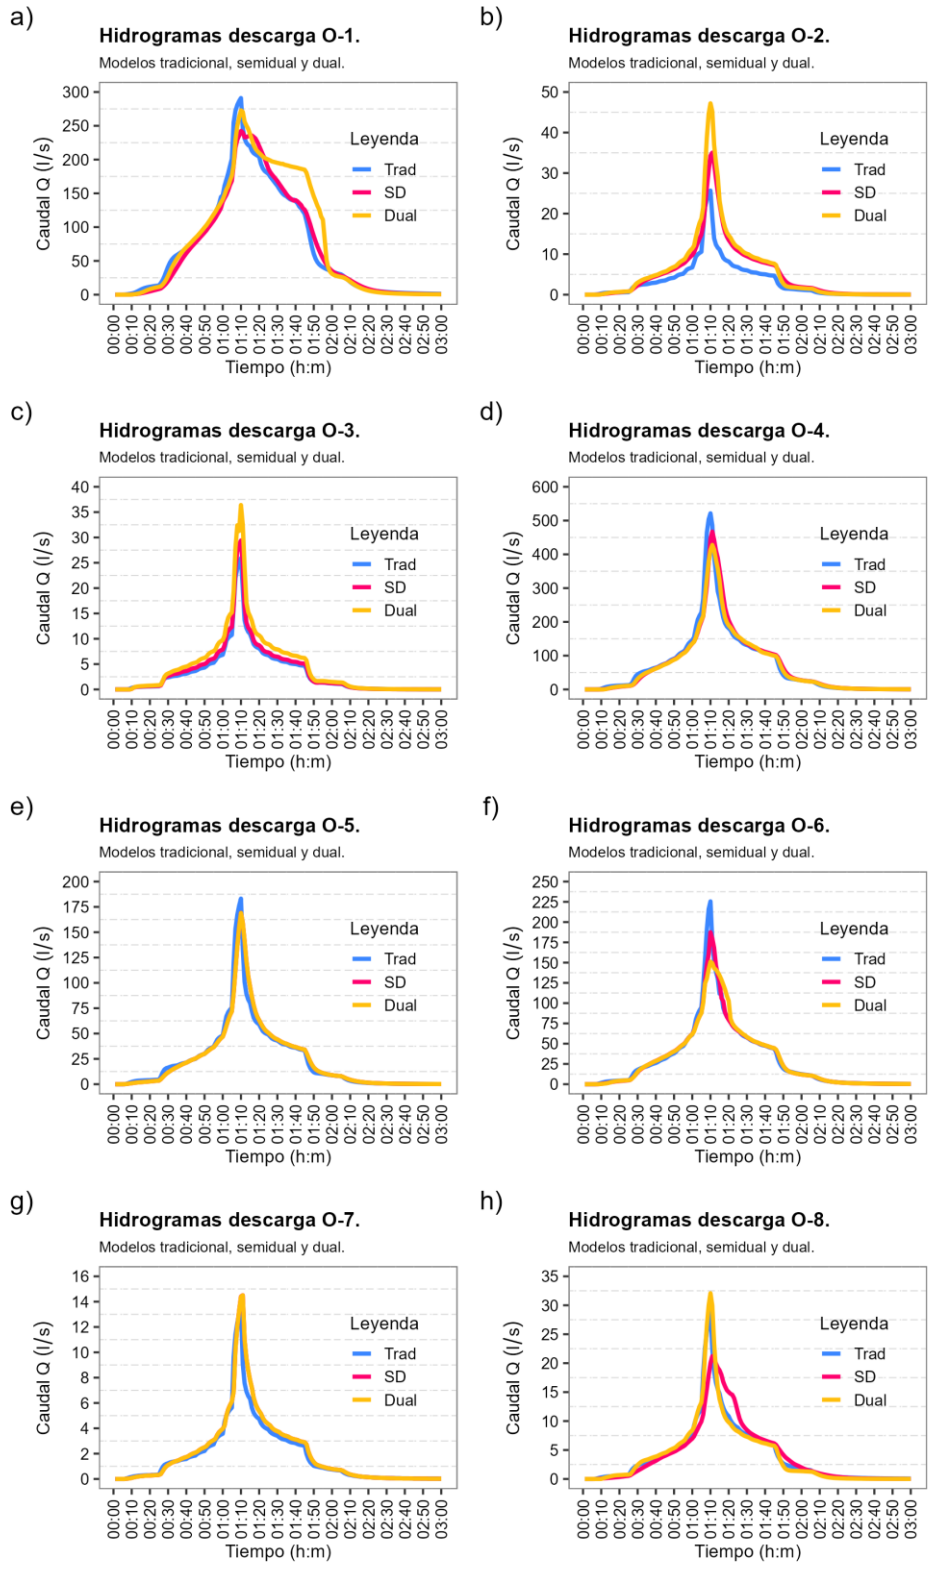 a)
Hidrogramas descarga O-1.
Modelos tradicional, semidual y dual.
Caudal Q (l/s)
300
250
200
150
100
50
0
Leyenda
Trad
SD
Dual
00:00 00:10 00:20 00:30 00:40 00:50 01:00 01:10 01:20 01:30 01:40 01:50 02:00 02:10 02:20 02:30 02:40 02:50 03:00
Tiempo (h:m)
b)
Hidrogramas descarga O-2.
Modelos tradicional, semidual y dual.
Caudal Q (l/s)
50
40
30
20
10
0
Leyenda
Trad
SD
Dual
00:00 00:10 00:20 00:30 00:40 00:50 01:00 01:10 01:20 01:30 01:40 01:50 02:00 02:10 02:20 02:30 02:40 02:50 03:00
Tiempo (h:m)
c)
Hidrogramas descarga O-3.
Modelos tradicional, semidual y dual.
Caudal Q (l/s)
40
35
30
25
20
15
10
5
0
Leyenda
Trad
SD
Dual
00:00 00:10 00:20 00:30 00:40 00:50 01:00 01:10 01:20 01:30 01:40 01:50 02:00 02:10 02:20 02:30 02:40 02:50 03:00
Tiempo (h:m)
d)
Hidrogramas descarga O-4.
Modelos tradicional, semidual y dual.
Caudal Q (l/s)
600
500
400
300
200
100
0
Leyenda
Trad
SD
Dual
00:00 00:10 00:20 00:30 00:40 00:50 01:00 01:10 01:20 01:30 01:40 01:50 02:00 02:10 02:20 02:30 02:40 02:50 03:00
Tiempo (h:m)
e)
Hidrogramas descarga O-5.
Modelos tradicional, semidual y dual.
Caudal Q (l/s)
200
175
150
125
100
75
50
25
0
Leyenda
Trad
SD
Dual
00:00 00:10 00:20 00:30 00:40 00:50 01:00 01:10 01:20 01:30 01:40 01:50 02:00 02:10 02:20 02:30 02:40 02:50 03:00
Tiempo (h:m)
f)
Hidrogramas descarga O-6.
Modelos tradicional, semidual y dual.
Caudal Q (l/s)
250
225
200
175
150
125
100
75
50
25
0
Leyenda
Trad
SD
Dual
00:00 00:10 00:20 00:30 00:40 00:50 01:00 01:10 01:20 01:30 01:40 01:50 02:00 02:10 02:20 02:30 02:40 02:50 03:00
Tiempo (h:m)
g)
Hidrogramas descarga O-7.
Modelos tradicional, semidual y dual.
Caudal Q (l/s)
16
14
12
10
8
6
4
2
0
Leyenda
Trad
SD
Dual
00:00 00:10 00:20 00:30 00:40 00:50 01:00 01:10 01:20 01:30 01:40 01:50 02:00 02:10 02:20 02:30 02:40 02:50 03:00
Tiempo (h:m)
h)
Hidrogramas descarga O-8.
Modelos tradicional, semidual y dual.
Caudal Q (l/s)
35
30
25
20
15
10
5
0
Leyenda
Trad
SD
Dual
00:00 00:10 00:20 00:30 00:40 00:50 01:00 01:10 01:20 01:30 01:40 01:50 02:00 02:10 02:20 02:30 02:40 02:50 03:00
Tiempo (h:m)